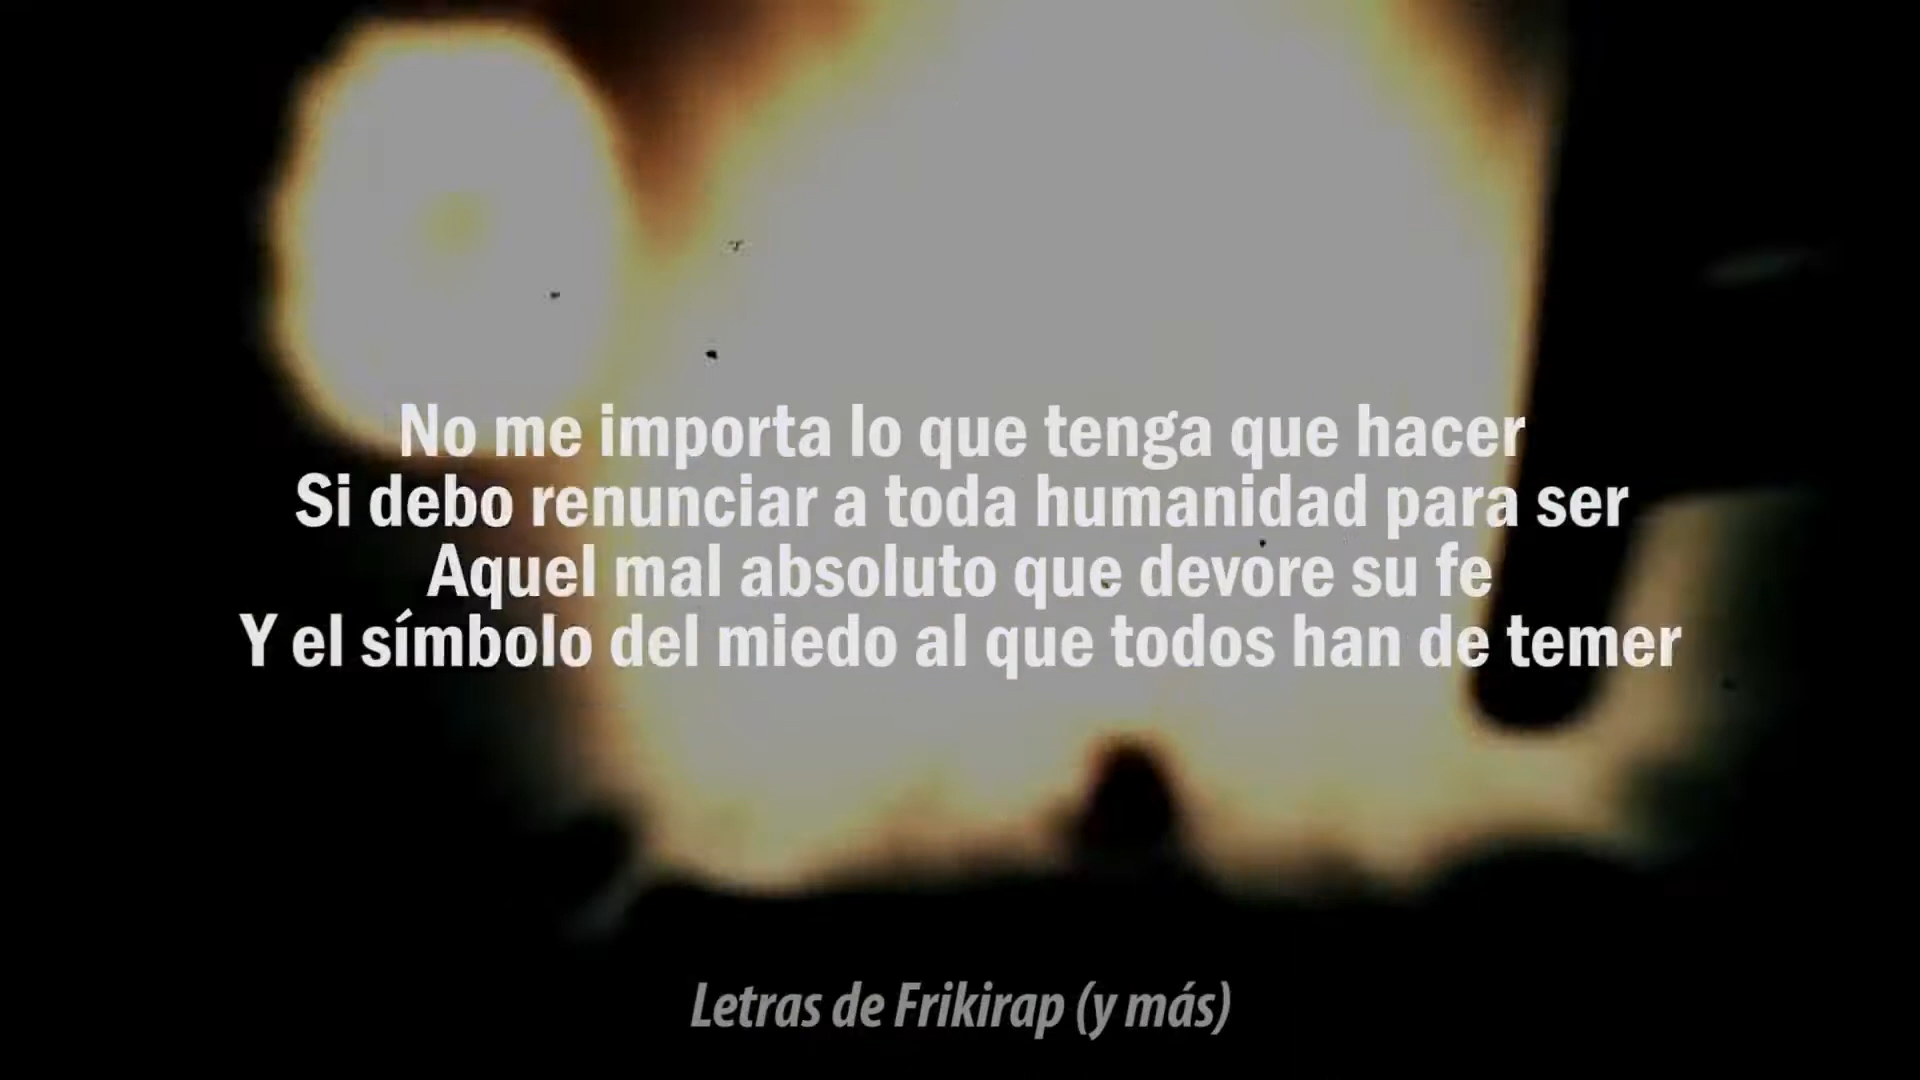 No me importa lo que tenga que hacer
Si debo renunciar a toda humanidad para ser
Aquel mal absoluto que devore su fe
Y el símbolo del miedo al que todos han de temer
Letras de Frikirap (y más)